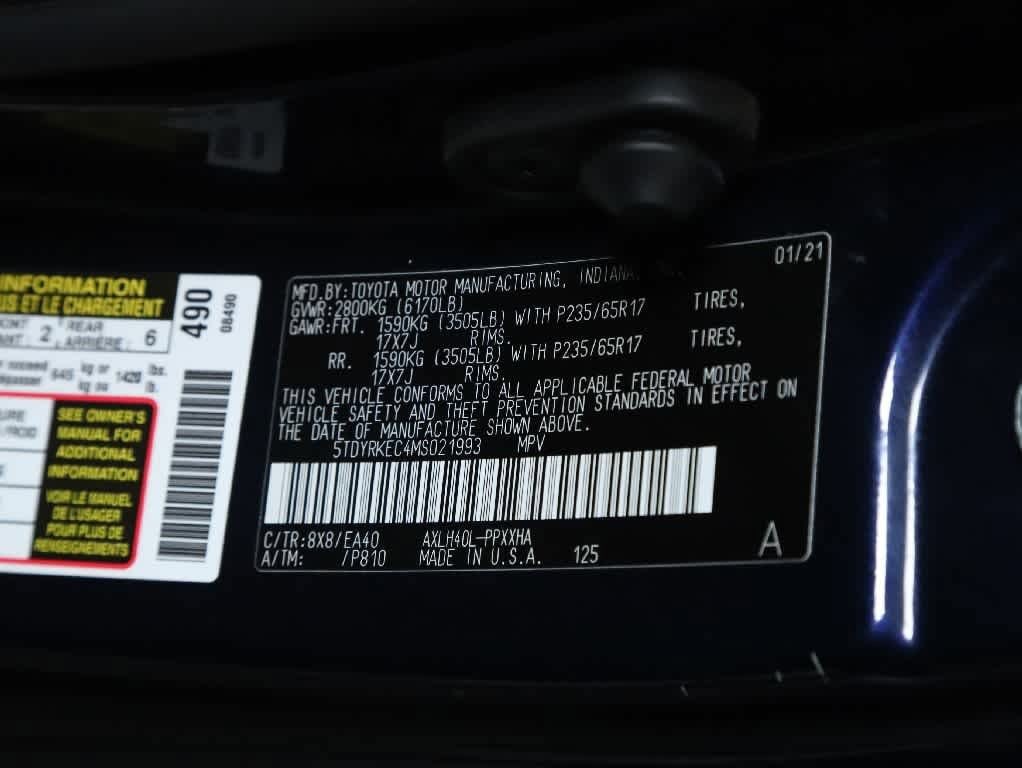 INFORMATION
US ET LE CHARGEMENT
2 REAR 6
ARRIÈRE:
kg or 1420 lbs.
kg ou lb.
SEE OWNER'S
MANUAL FOR
ADDITIONAL
INFORMATION
VOIR LE MANUEL
DE L'USAGER
POUR PLUS DE
RENSEIGNEMENTS
490
08490
01/21
MFD.BY:TOYOTA MOTOR MANUFACTURING, INDIANA,
GVWR:2800KG (6170LB)
GAWR:FRT. 1590KG (3505LB) WITH P235/65R17 TIRES,
17X7J RIMS.
RR. 1590KG (3505LB) WITH P235/65R17 TIRES,
17X7J RIMS.
THIS VEHICLE CONFORMS TO ALL APPLICABLE FEDERAL MOTOR
VEHICLE SAFETY AND THEFT PREVENTION STANDARDS IN EFFECT ON
THE DATE OF MANUFACTURE SHOWN ABOVE.
5TDYRKEC4MS021993 MPV
C/TR:8X8/EA40 AXLH40L-PPXXHA
A/TM: /P810 MADE IN U.S.A. 125
A